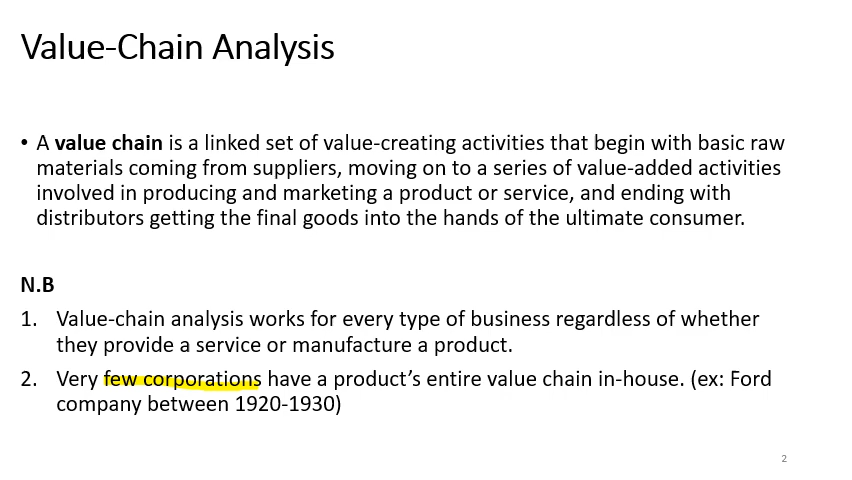 Value-Chain Analysis
• A value chain is a linked set of value-creating activities that begin with basic raw
materials coming from suppliers, moving on to a series of value-added activities
involved in producing and marketing a product or service, and ending with
distributors getting the final goods into the hands of the ultimate consumer.
N.B
1. Value-chain analysis works for every type of business regardless of whether
they provide a service or manufacture a product.
2. Very few corporations have a product’s entire value chain in-house. (ex: Ford
company between 1920-1930)
2